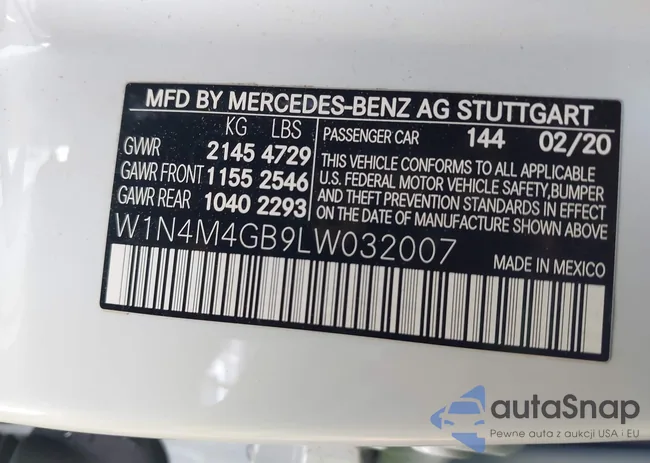 MFD BY MERCEDES-BENZ AG STUTTGART
KG LBS
GVWR 2145 4729
GAWR FRONT 1155 2546
GAWR REAR 1040 2293
PASSENGER CAR 144 02/20
THIS VEHICLE CONFORMS TO ALL APPLICABLE
U.S. FEDERAL MOTOR VEHICLE SAFETY, BUMPER
AND THEFT PREVENTION STANDARDS IN EFFECT
ON THE DATE OF MANUFACTURE SHOWN ABOVE.
W1N4M4GB9LW032007
MADE IN MEXICO
autaSnap
Pewne auta z aukcji USA i EU